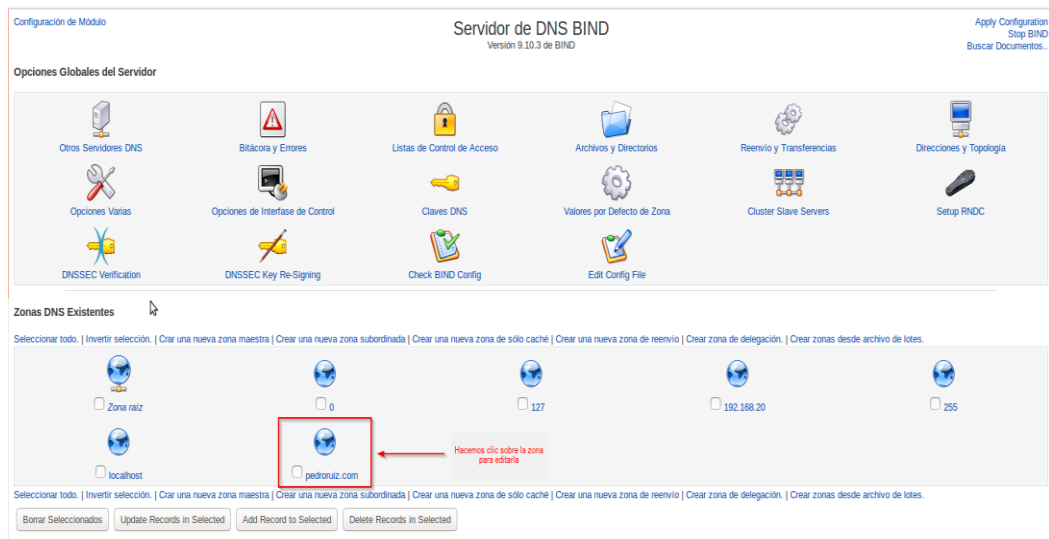 Configuración de Módulo
Servidor de DNS BIND
Versión 9.10.3 de BIND
Apply Configuration
Stop BIND
Buscar Documentos..
Opciones Globales del Servidor
Otros Servidores DNS
Bitácora y Errores
Listas de Control de Acceso
Archivos y Directorios
Reenvío y Transferencias
Direcciones y Topología
Opciones Varias
Opciones de Interfase de Control
Claves DNS
Valores por Defecto de Zona
Cluster Slave Servers
Setup RNDC
DNSSEC Verification
DNSSEC Key Re-Signing
Check BIND Config
Edit Config File
Zonas DNS Existentes
Seleccionar todo. | Invertir selección. | Crar una nueva zona maestra | Crear una nueva zona subordinada | Crear una nueva zona de sólo caché | Crear una nueva zona de reenvío | Crear zona de delegación. | Crear zonas desde archivo de lotes.
Zona raíz
0
127
192.168.20
255
localhost
pedroruiz.com
Hacemos clic sobre la zona
para editarla
Seleccionar todo. | Invertir selección. | Crar una nueva zona maestra | Crear una nueva zona subordinada | Crear una nueva zona de sólo caché | Crear una nueva zona de reenvío | Crear zona de delegación. | Crear zonas desde archivo de lotes.
Borrar Seleccionados
Update Records in Selected
Add Record to Selected
Delete Records in Selected